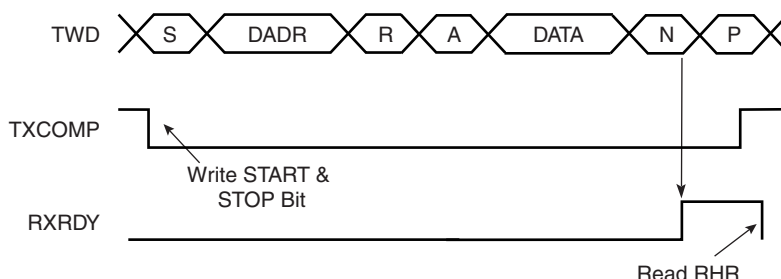 TWD S DADR R A DATA N P
TXCOMP
Write START &
STOP Bit
RXRDY
Read RHR